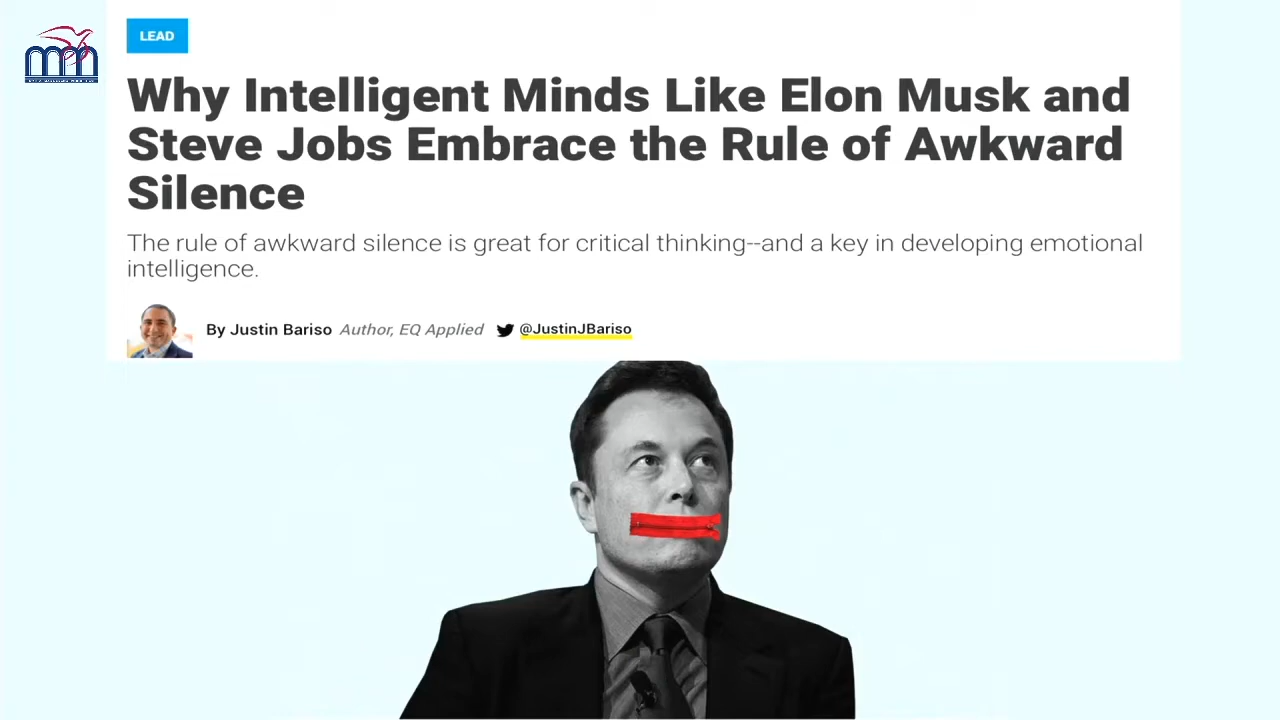 LEAD
Why Intelligent Minds Like Elon Musk and
Steve Jobs Embrace the Rule of Awkward
Silence
The rule of awkward silence is great for critical thinking--and a key in developing emotional
intelligence.
By Justin Bariso Author, EQ Applied @JustinJBariso